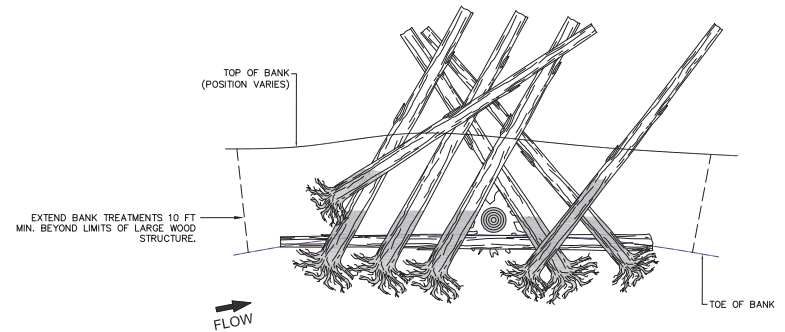 TOP OF BANK
(POSITION VARIES)
EXTEND BANK TREATMENTS 10 FT
MIN. BEYOND LIMITS OF LARGE WOOD
STRUCTURE.
TOE OF BANK
FLOW